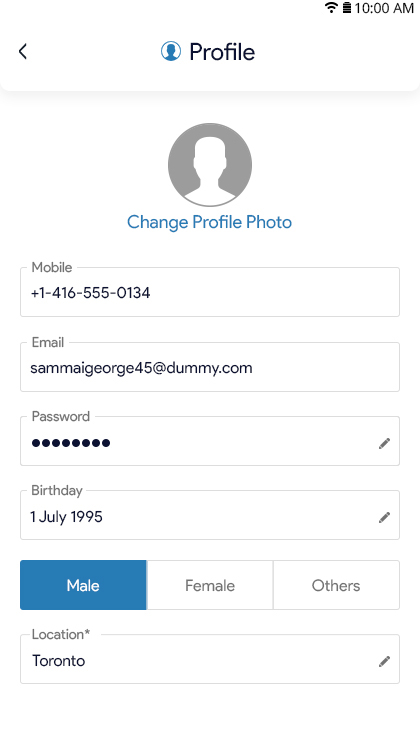 10:00 AM
Profile
Change Profile Photo
Mobile
+1-416-555-0134
Email
sammaigeorge45@dummy.com
Password
●●●●●●●●
Birthday
1 July 1995
Male Female Others
Location*
Toronto